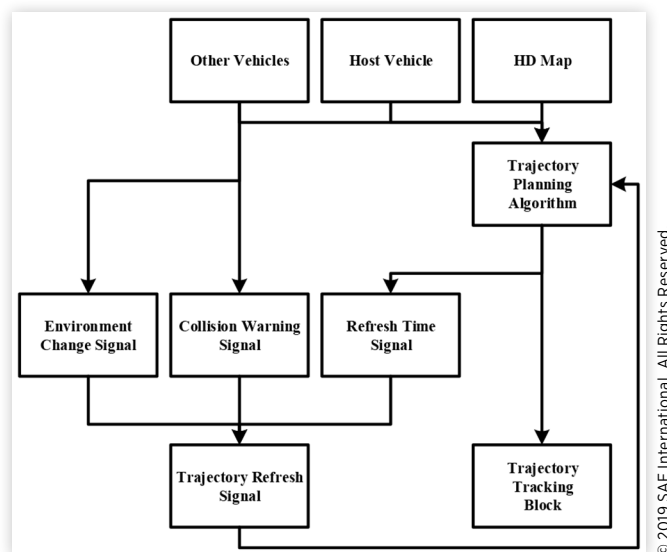 Other Vehicles
Host Vehicle
HD Map
Trajectory
Planning
Algorithm
Environment
Change Signal
Collision Warning
Signal
Refresh Time
Signal
Trajectory Refresh
Signal
Trajectory
Tracking
Block
© 2019 SAE International. All Rights Reserved